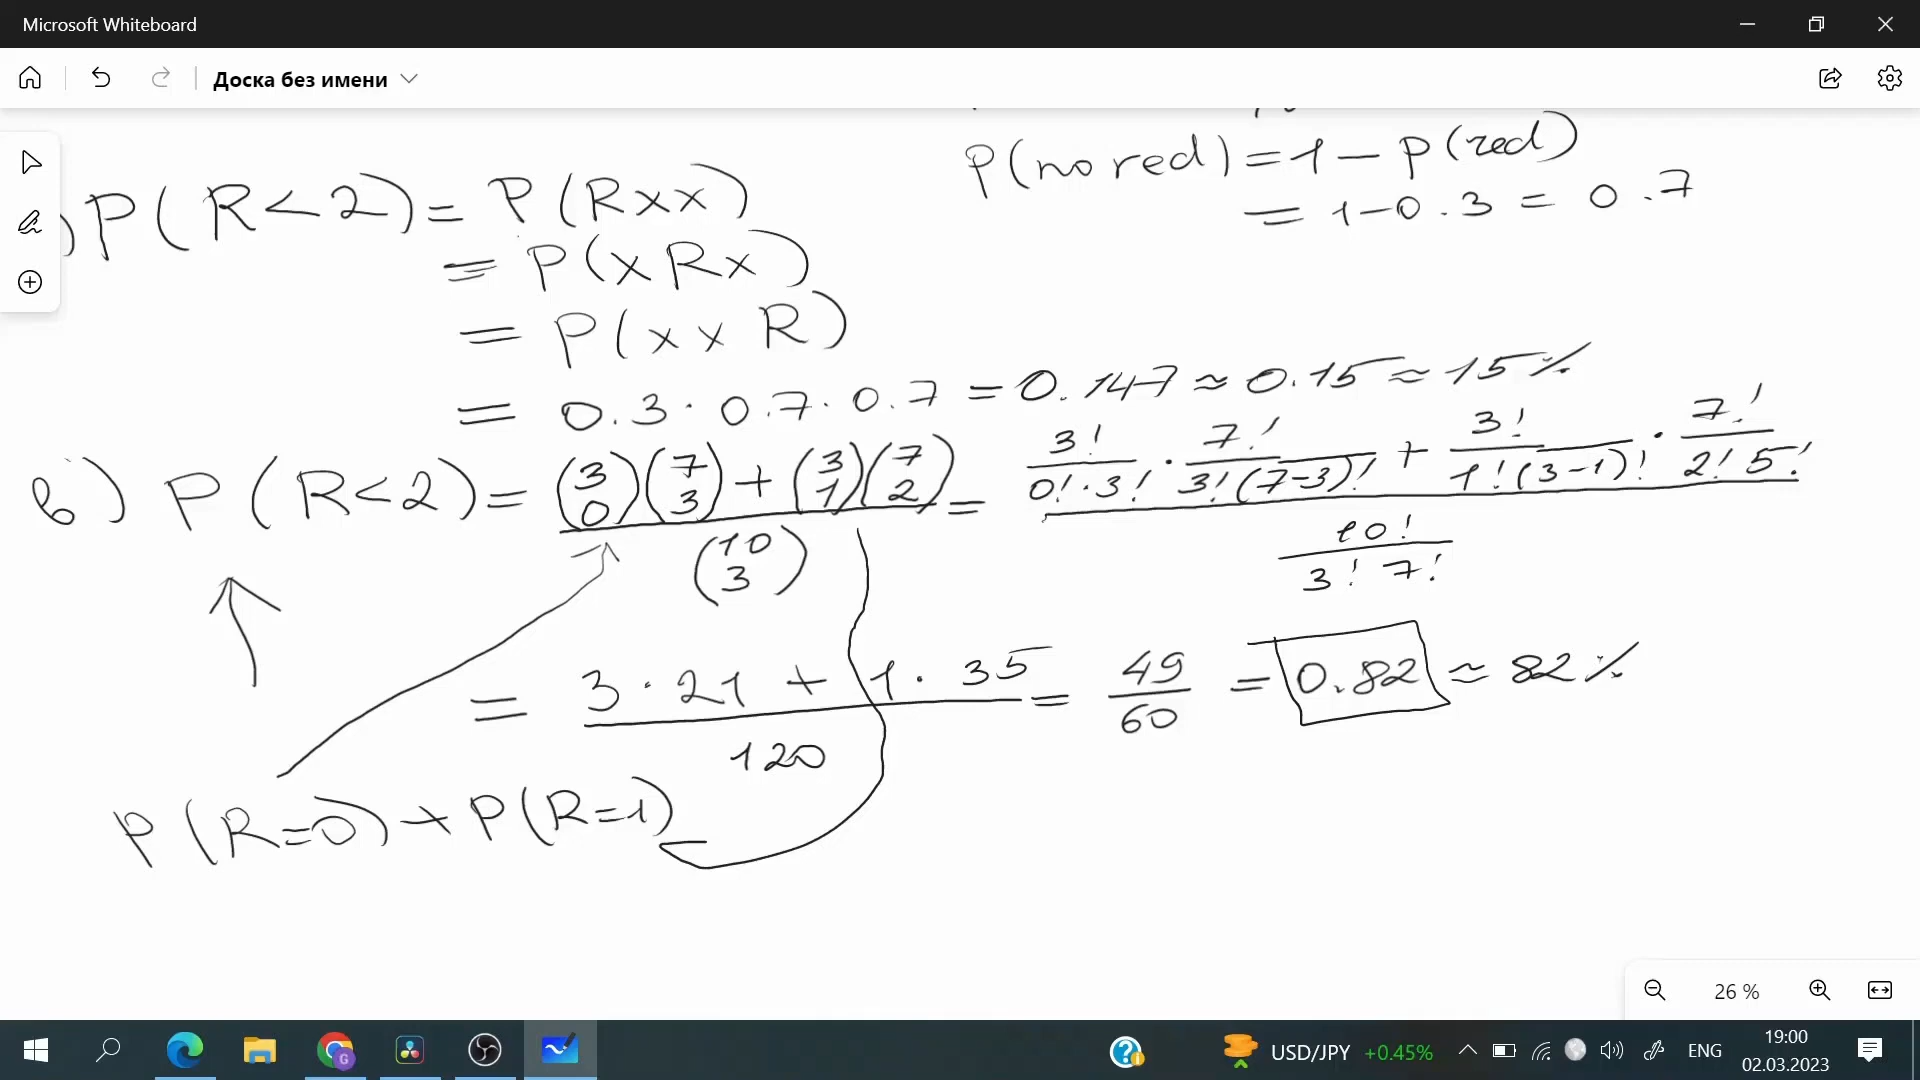 Microsoft Whiteboard
Доска без имени
P(no red) = 1 − P(red)
= 1−0.3 = 0.7
) P(R<2) = P(Rxx)
= P(xRx)
= P(xxR)
= 0.3 · 0.7 · 0.7 = 0.147 ≈ 0.15 ≈ 15%
b) P(R<2) = (3 0)(7 3) + (3 1)(7 2) / (10 3) = 3!/(0!·3!) · 7!/(3!(7−3)!) + 3!/(1!(3−1)!) · 7!/(2!5!) / 10!/(3!7!)
= 3·21 + 1·35 / 120 = 49/60 = 0.82 ≈ 82%
P(R=0) + P(R=1)
26 %
USD/JPY +0.45%
ENG
19:00
02.03.2023